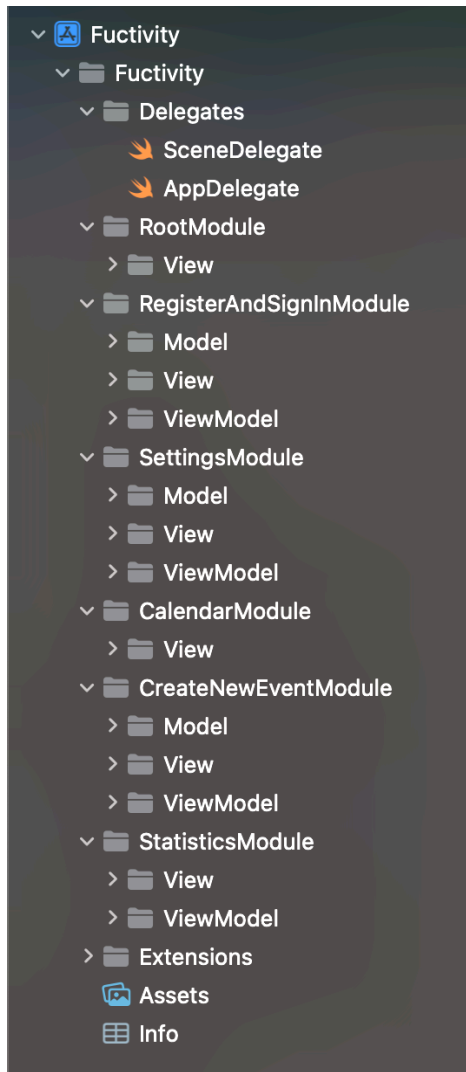 Fuctivity
Fuctivity
Delegates
SceneDelegate
AppDelegate
RootModule
View
RegisterAndSignInModule
Model
View
ViewModel
SettingsModule
Model
View
ViewModel
CalendarModule
View
CreateNewEventModule
Model
View
ViewModel
StatisticsModule
View
ViewModel
Extensions
Assets
Info